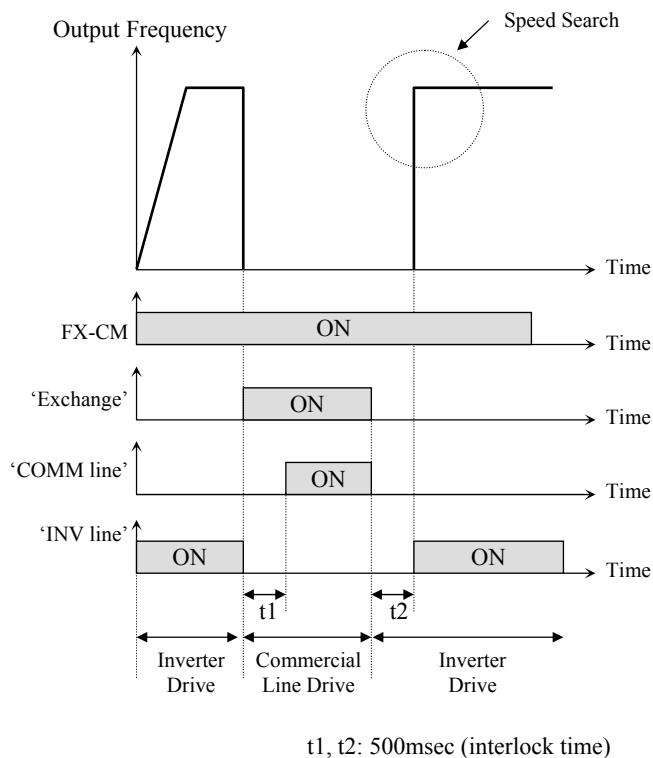 Speed Search
Output Frequency
Time
FX-CM
ON
Time
‘Exchange’
ON
Time
‘COMM line’
ON
Time
‘INV line’
ON
ON
Time
t1
t2
Inverter
Drive
Commercial
Line Drive
Inverter
Drive
t1, t2: 500msec (interlock time)